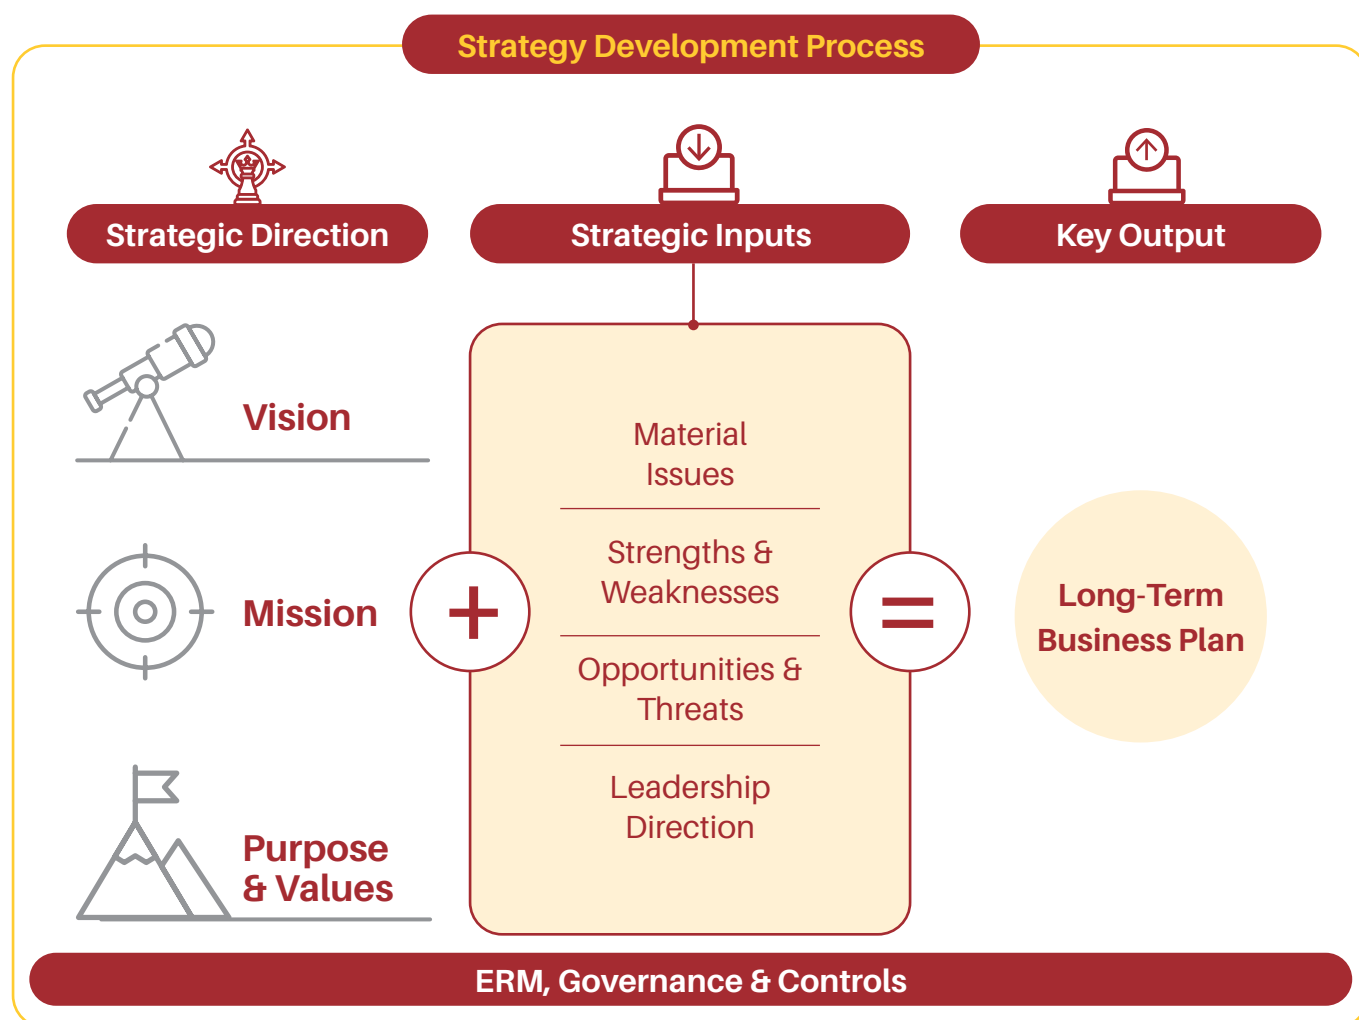 Strategy Development Process
Strategic Direction
Strategic Inputs
Key Output
Vision
Mission
Purpose
& Values
+
Material
Issues
Strengths &
Weaknesses
Opportunities &
Threats
Leadership
Direction
=
Long-Term
Business Plan
ERM, Governance & Controls